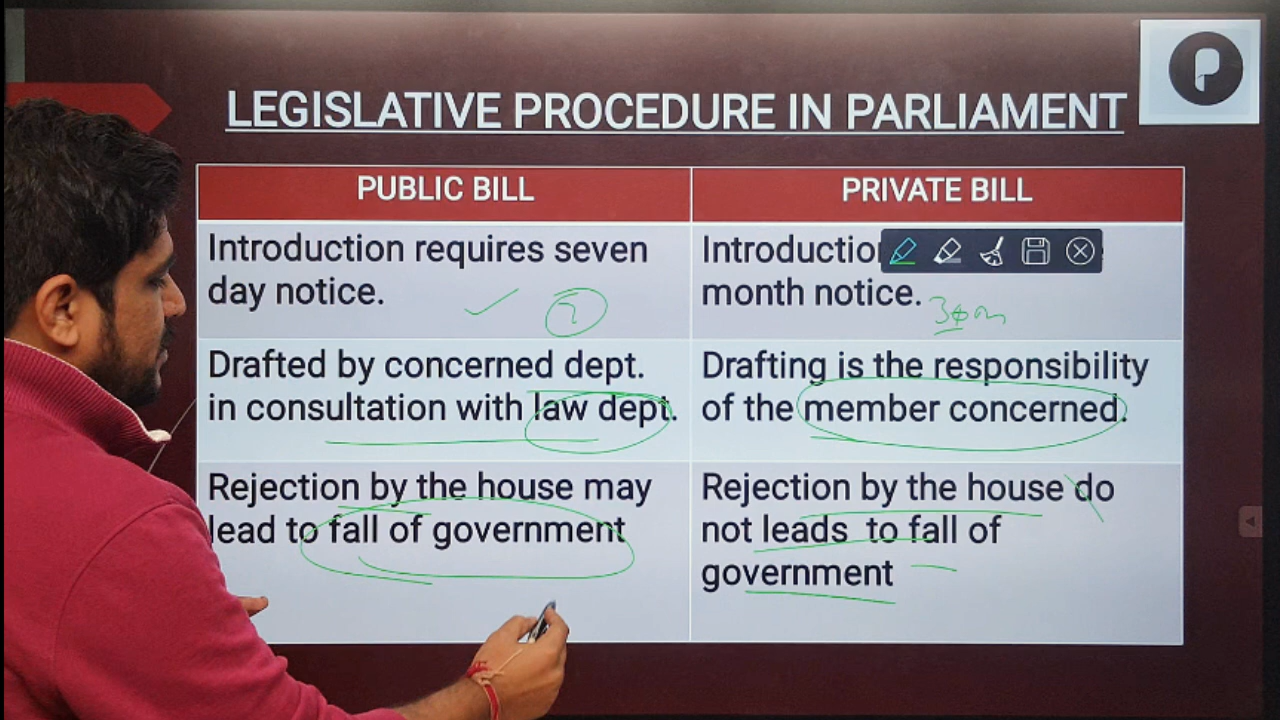 LEGISLATIVE PROCEDURE IN PARLIAMENT
PUBLIC BILL
PRIVATE BILL
Introduction requires seven
day notice.
month notice.
Drafted by concerned dept.
in consultation with law dept.
Drafting is the responsibility
of the member concerned.
Rejection by the house may
lead to fall of government
Rejection by the house do
not leads to fall of
government
P